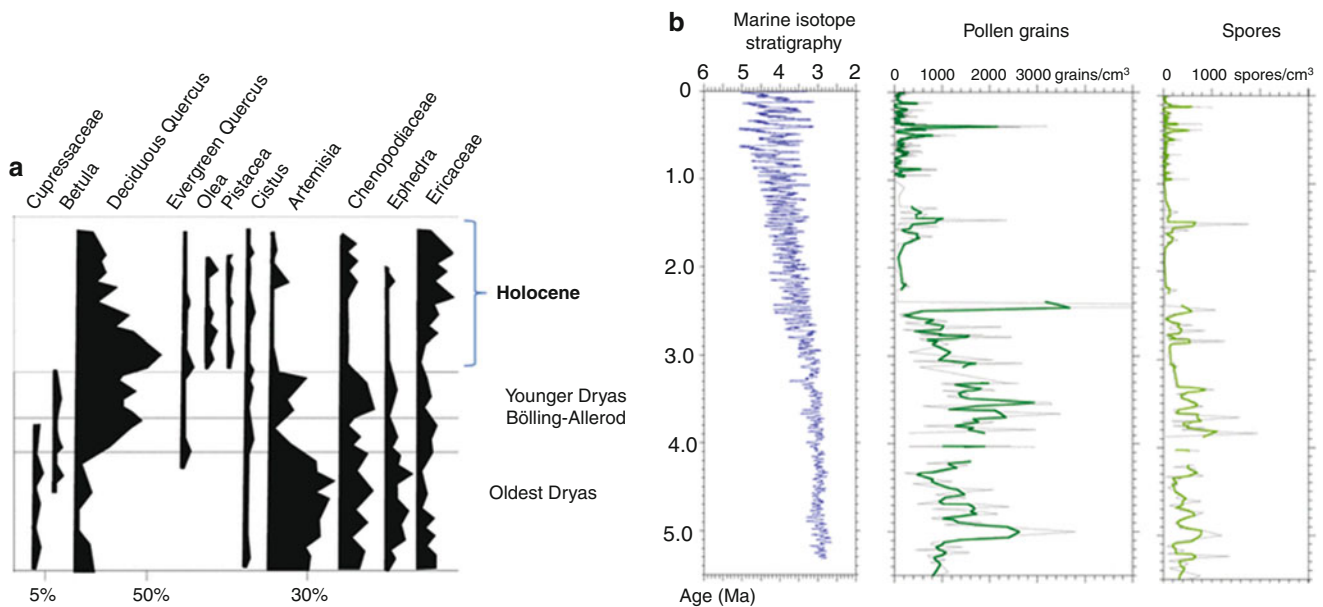 a
Cupressaceae
Betula
Deciduous Quercus
Evergreen Quercus
Olea
Pistacea
Cistus
Artemisia
Chenopodiaceae
Ephedra
Ericaceae
Holocene
Younger Dryas
Bölling-Allerod
Oldest Dryas
5% 50% 30%
b
Marine isotope
stratigraphy
6 5 4 3 2
Pollen grains
0 1000 2000 3000 grains/cm³
Spores
0 1000 spores/cm³
0
1.0
2.0
3.0
4.0
5.0
Age (Ma)